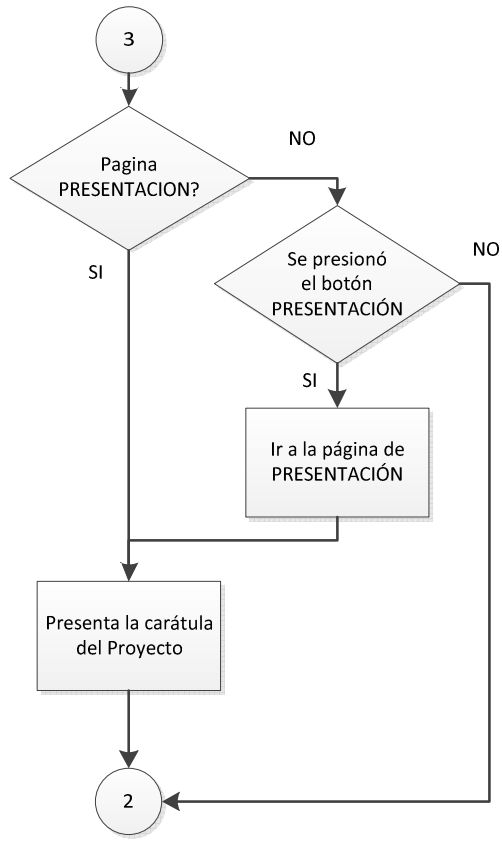 3
Pagina
PRESENTACION?
NO
SI
Se presionó
el botón
PRESENTACIÓN
NO
SI
Ir a la página de
PRESENTACIÓN
Presenta la carátula
del Proyecto
2